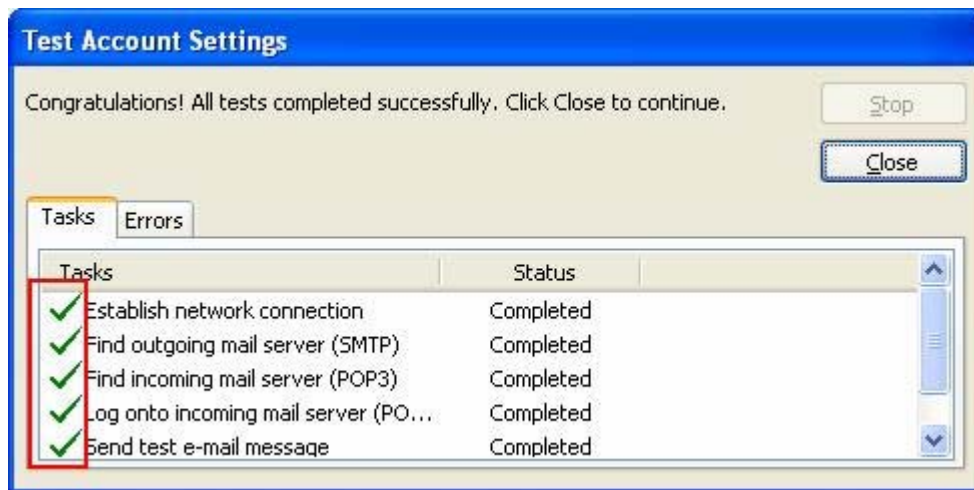 Test Account Settings
Congratulations! All tests completed successfully. Click Close to continue.
Stop
Close
Tasks Errors
Tasks Status
Establish network connection Completed
Find outgoing mail server (SMTP) Completed
Find incoming mail server (POP3) Completed
Log onto incoming mail server (PO... Completed
Send test e-mail message Completed